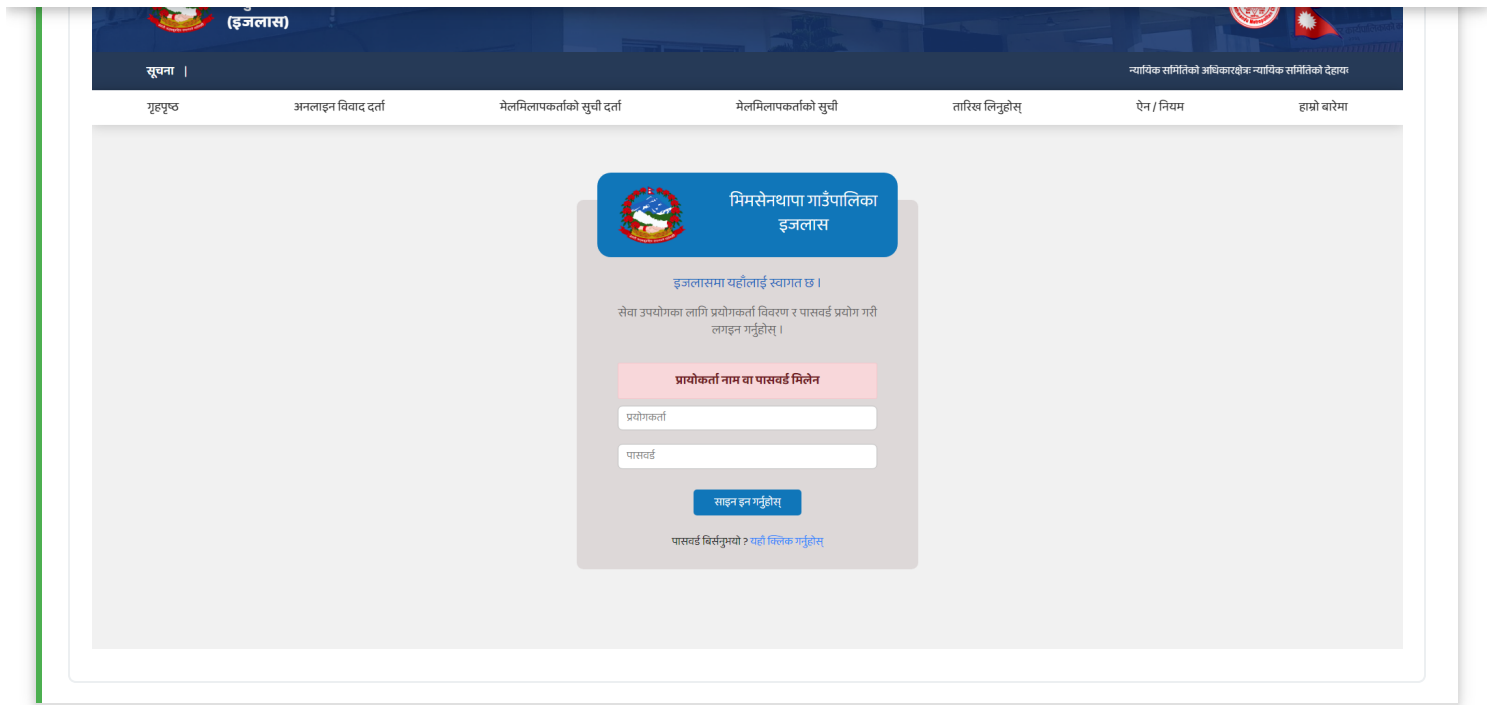 (इजलास)
सूचना |
न्यायिक समितिको अधिकारक्षेत्रः न्यायिक समितिको देहायव
गृहपृष्ठ
अनलाइन विवाद दर्ता
मेलमिलापकर्ताको सुची दर्ता
मेलमिलापकर्ताको सुची
तारिख लिनुहोस्
ऐन / नियम
हाम्रो बारेमा
भिमसेनथापा गाउँपालिका
इजलास
इजलासमा यहाँलाई स्वागत छ ।
सेवा उपयोगका लागि प्रयोगकर्ता विवरण र पासवर्ड प्रयोग गरी
लगइन गर्नुहोस् ।
प्रायोकर्ता नाम वा पासवर्ड मिलेन
प्रयोगकर्ता
पासवर्ड
साइन इन गर्नुहोस्
पासवर्ड बिर्सनुभयो ? यहाँ क्लिक गर्नुहोस्